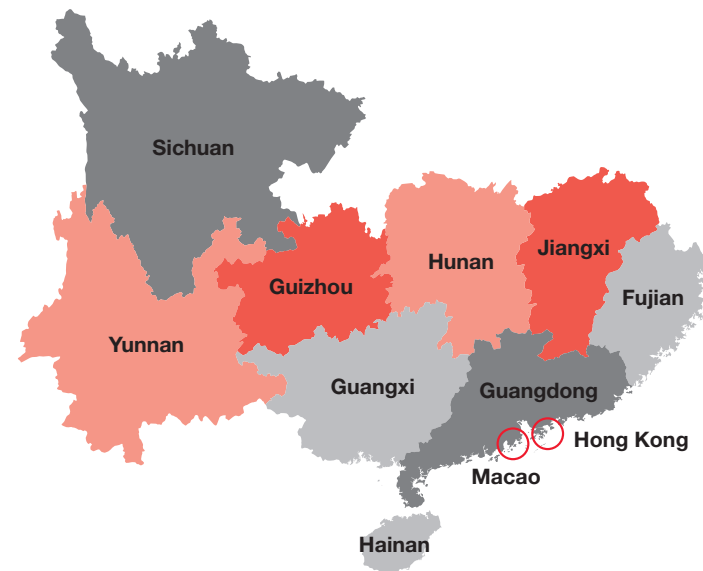 Sichuan
Jiangxi
Hunan
Guizhou
Fujian
Yunnan
Guangxi
Guangdong
Hong Kong
Macao
Hainan